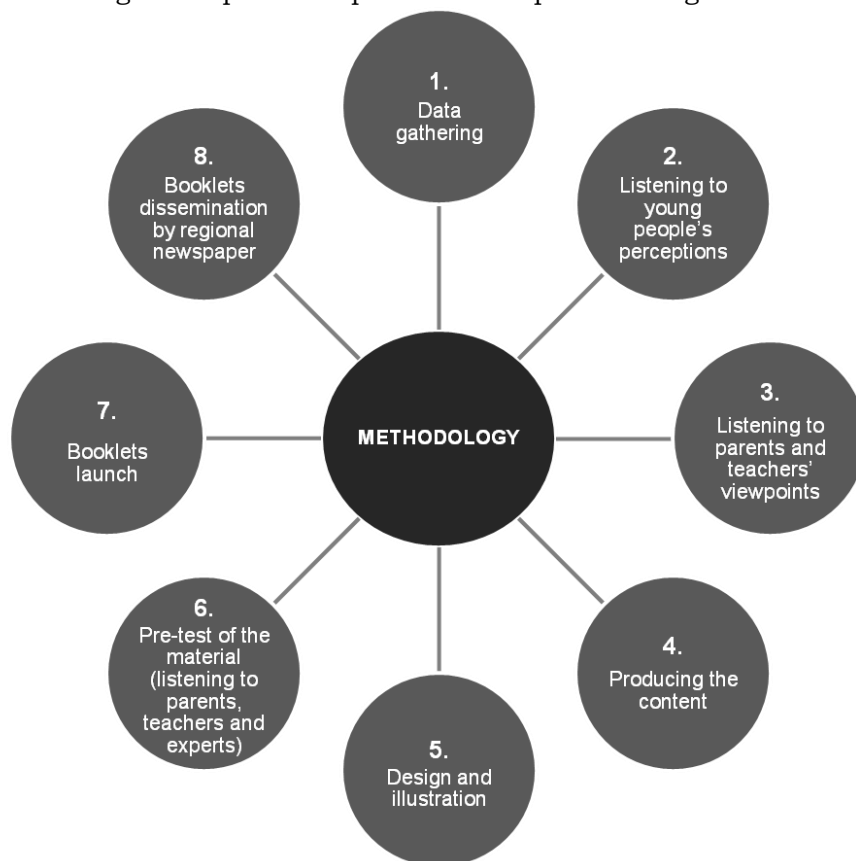 METHODOLOGY
1.
Data
gathering
2.
Listening to
young
people's
perceptions
3.
Listening to
parents and
teachers'
viewpoints
4.
Producing the
content
5.
Design and
illustration
6.
Pre-test of the
material
(listening to
parents,
teachers and
experts)
7.
Booklets
launch
8.
Booklets
dissemination
by regional
newspaper